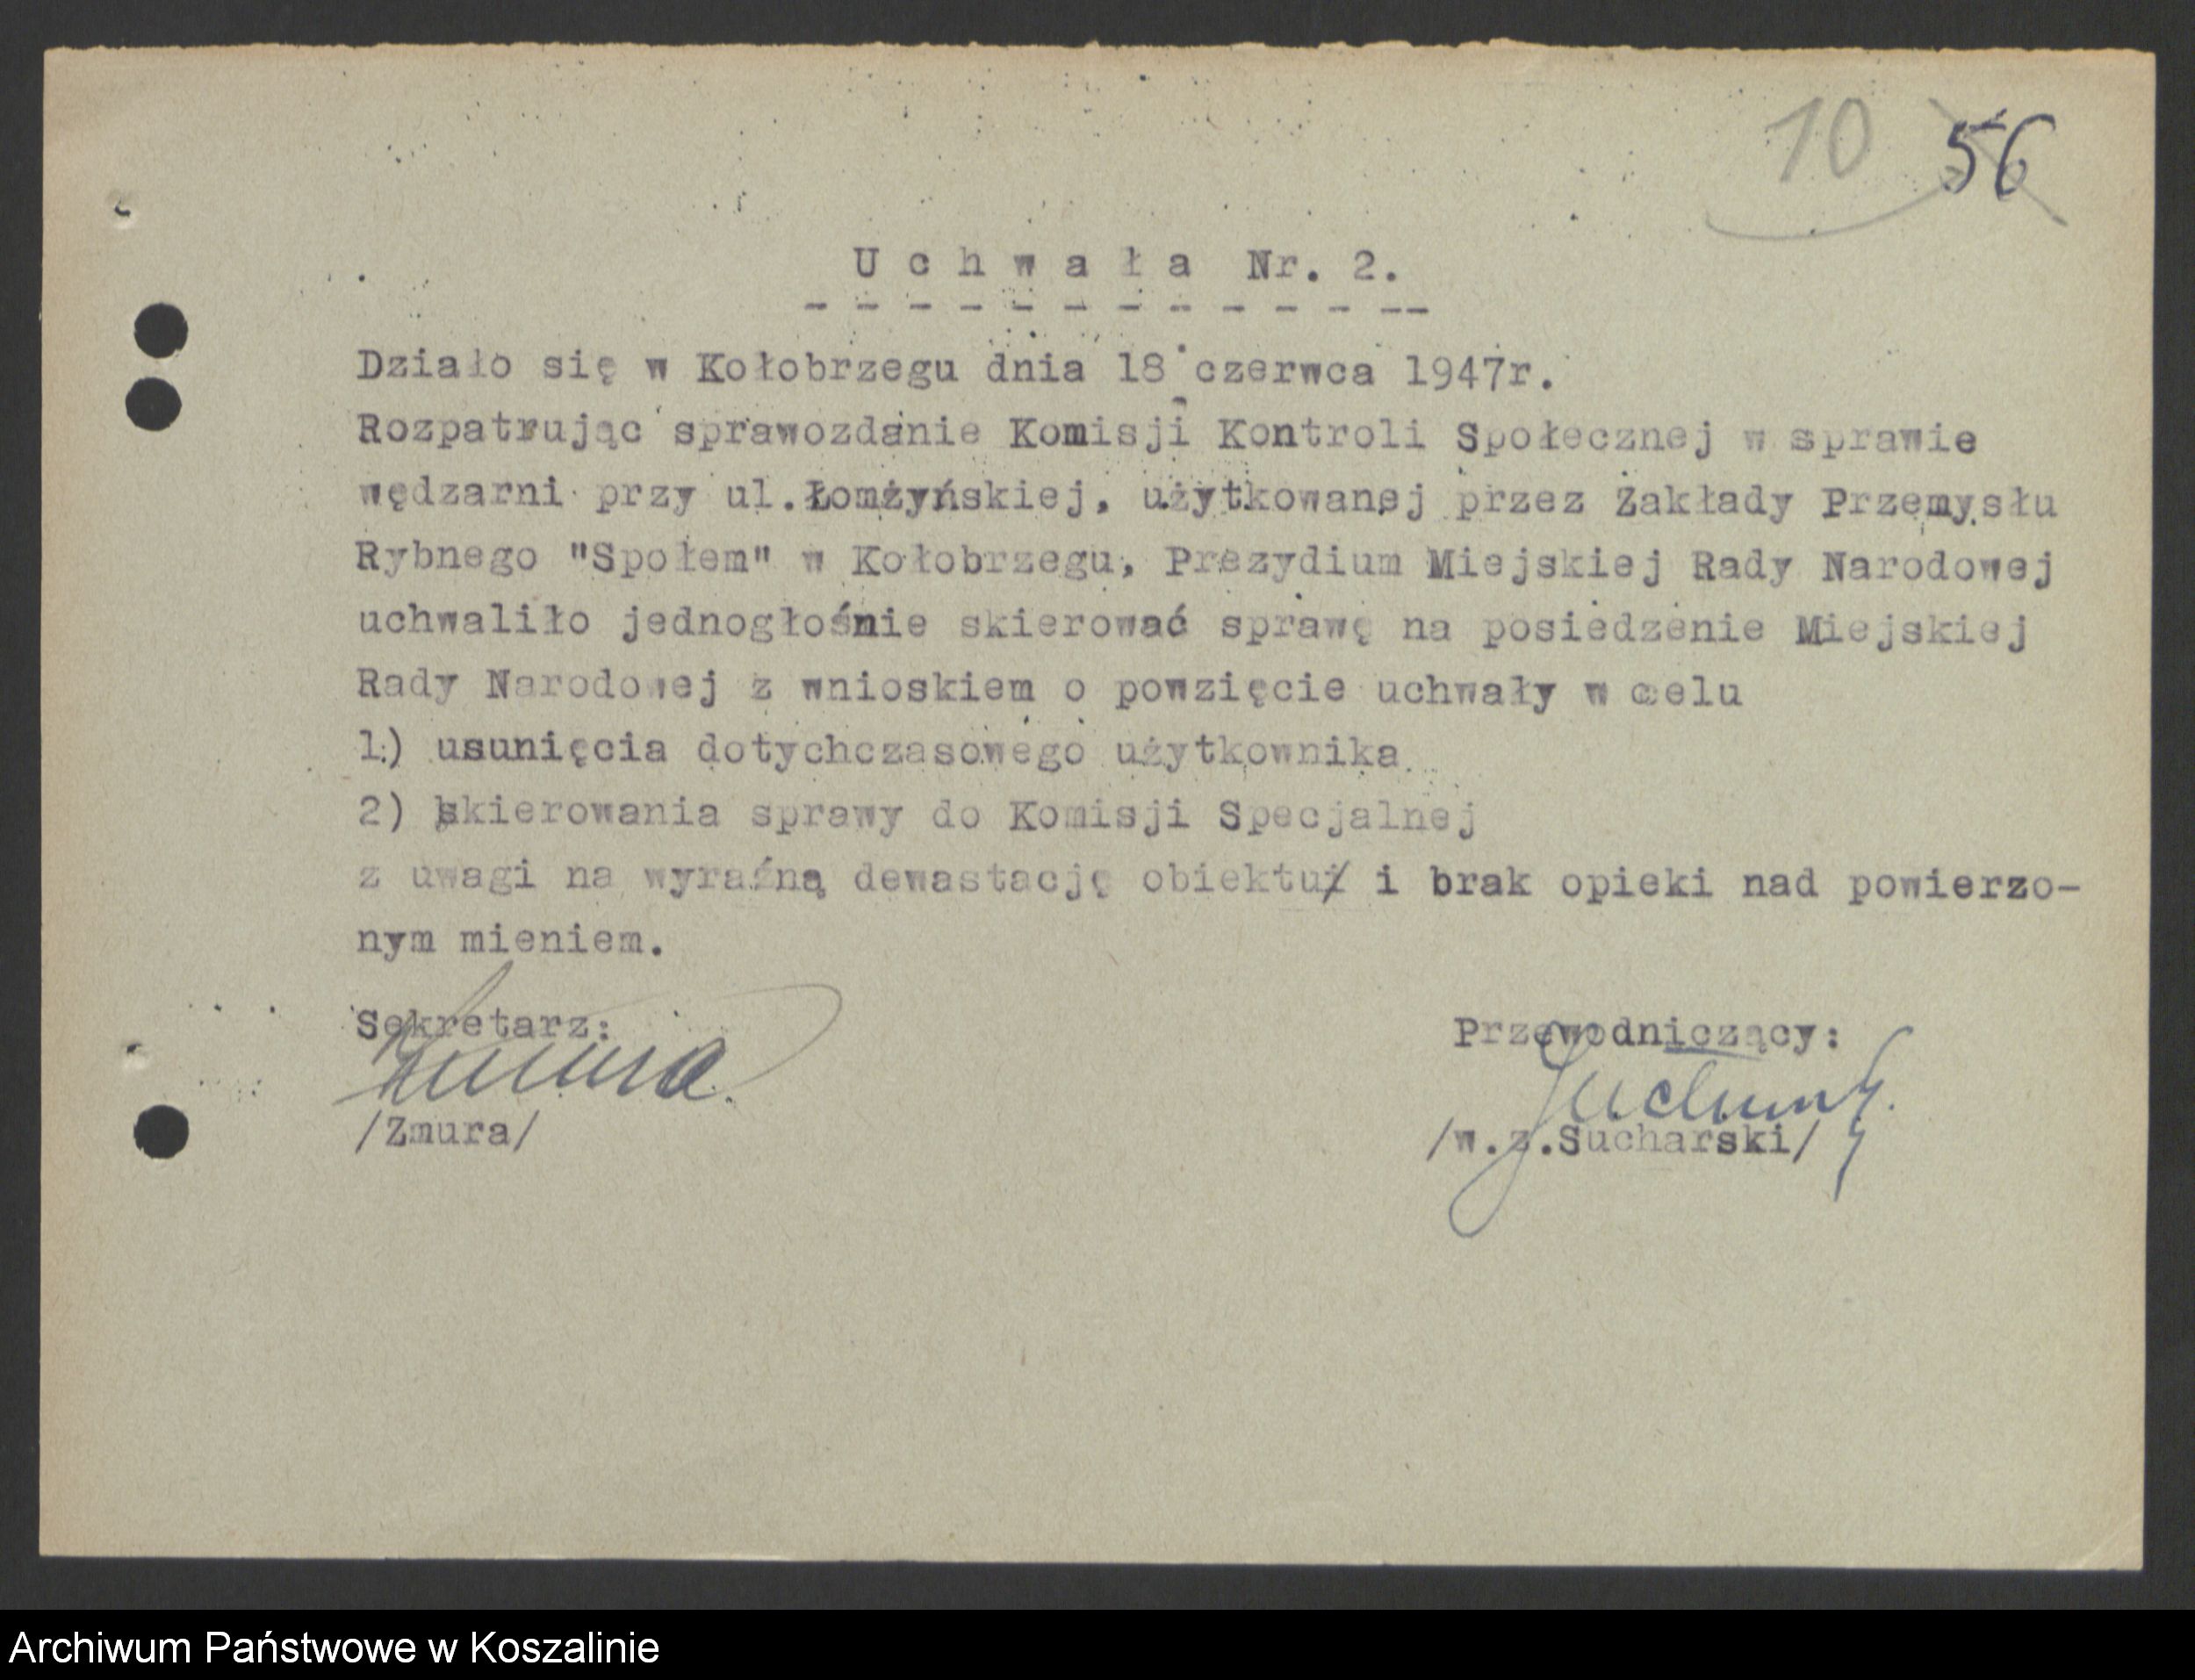 10 56
U c h w a ł a Nr. 2.
- - - - - - - - - - - --
Działo się w Kołobrzegu dnia 18 czerwca 1947r.
Rozpatrując sprawozdanie Komisji Kontroli Społecznej w sprawie
wędzarni przy ul.Łomżyńskiej, użytkowanej przez Zakłady Przemysłu
Rybnego "Społem" w Kołobrzegu, Prezydium Miejskiej Rady Narodowej
uchwaliło jednogłośnie skierować sprawę na posiedzenie Miejskiej
Rady Narodowej z wnioskiem o powzięcie uchwały w celu
1) usunięcia dotychczasowego użytkownika
2) skierowania sprawy do Komisji Specjalnej
z uwagi na wyraźną dewastację obiektu i brak opieki nad powierzo-
nym mieniem.
Sekretarz: Przewodniczący:
/Zmura/ /w.z.Sucharski/
Archiwum Państwowe w Koszalinie